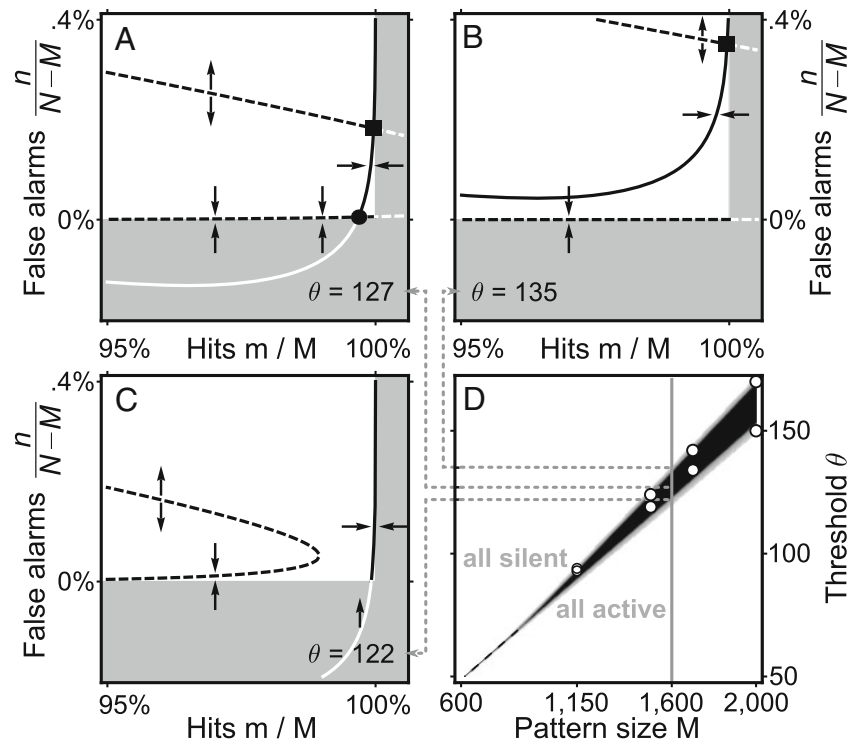 A
B
.4%
.4%
0%
0%
False alarms n / N−M
False alarms n / N−M
θ = 127
θ = 135
95%
Hits m / M
100%
95%
Hits m / M
100%
C
D
.4%
0%
False alarms n / N−M
θ = 122
95%
Hits m / M
100%
all silent
all active
150
100
50
Threshold θ
600
1,150
1,600
2,000
Pattern size M